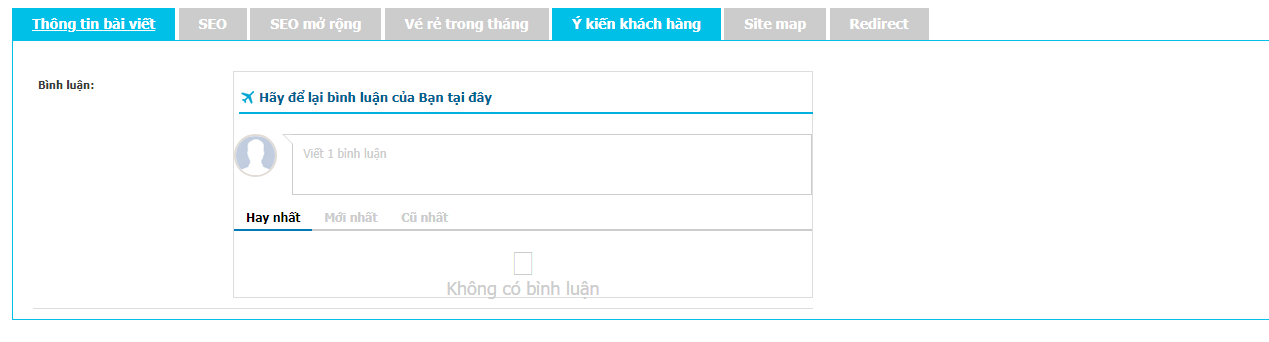 Thông tin bài viết SEO SEO mở rộng Vé rẻ trong tháng Ý kiến khách hàng Site map Redirect
Bình luận:
Hãy để lại bình luận của Bạn tại đây
Viết 1 bình luận
Hay nhất Mới nhất Cũ nhất
Không có bình luận